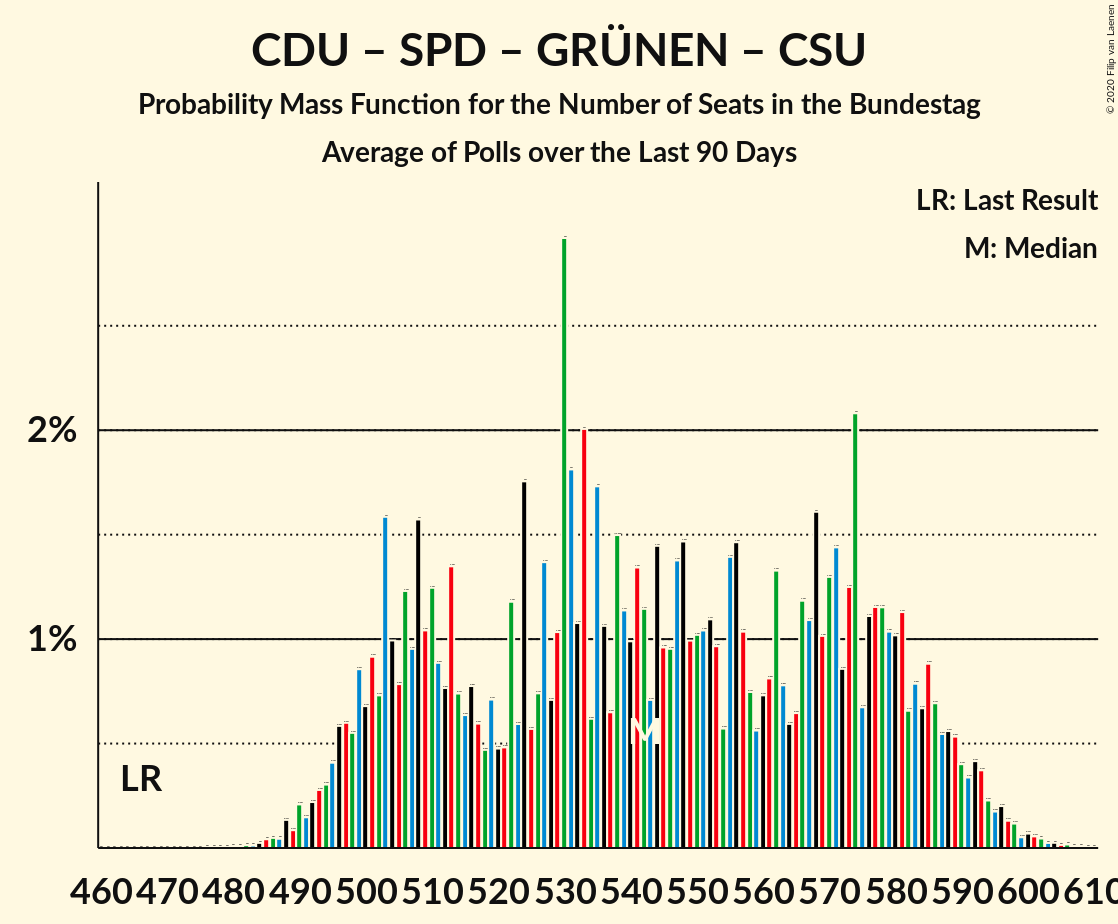 CDU – SPD – GRÜNEN – CSU
Probability Mass Function for the Number of Seats in the Bundestag
Average of Polls over the Last 90 Days
© 2020 Filip van Laenen
LR: Last Result
M: Median
2%
1%
LR
M
460 470 480 490 500 510 520 530 540 550 560 570 580 590 600 610